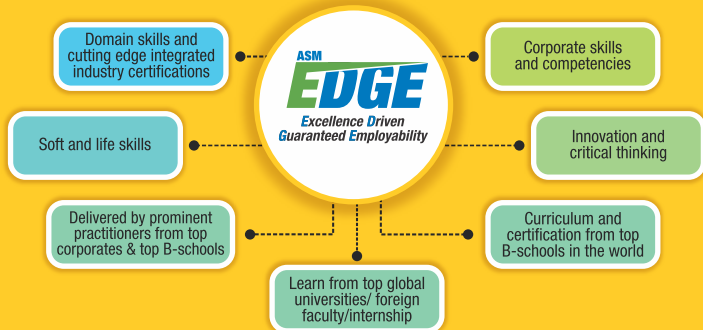 Domain skills and
cutting edge integrated
industry certifications
ASM
EDGE
Excellence Driven
Guaranteed Employability
Corporate skills
and competencies
Soft and life skills
Innovation and
critical thinking
Delivered by prominent
practitioners from top
corporates & top B-schools
Curriculum and
certification from top
B-schools in the world
Learn from top global
universities/ foreign
faculty/internship